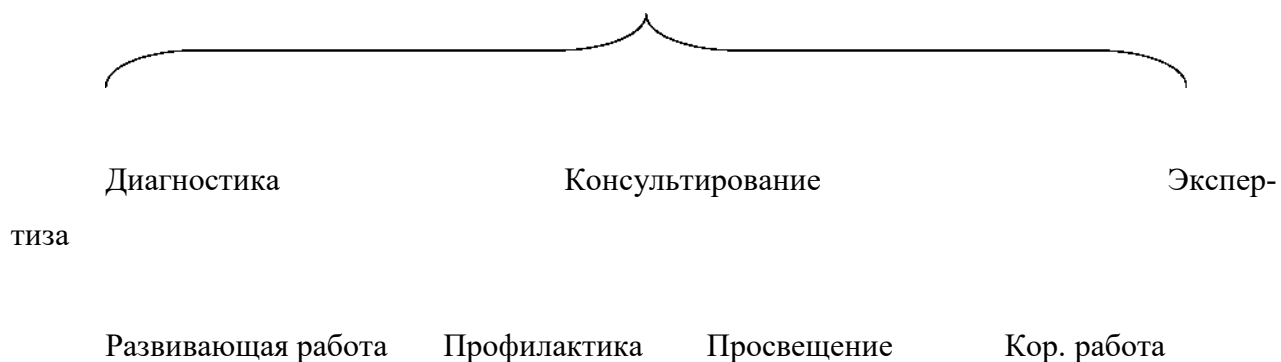 Диагностика Консультирование Экспер-
тиза
Развивающая работа Профилактика Просвещение Кор. работа